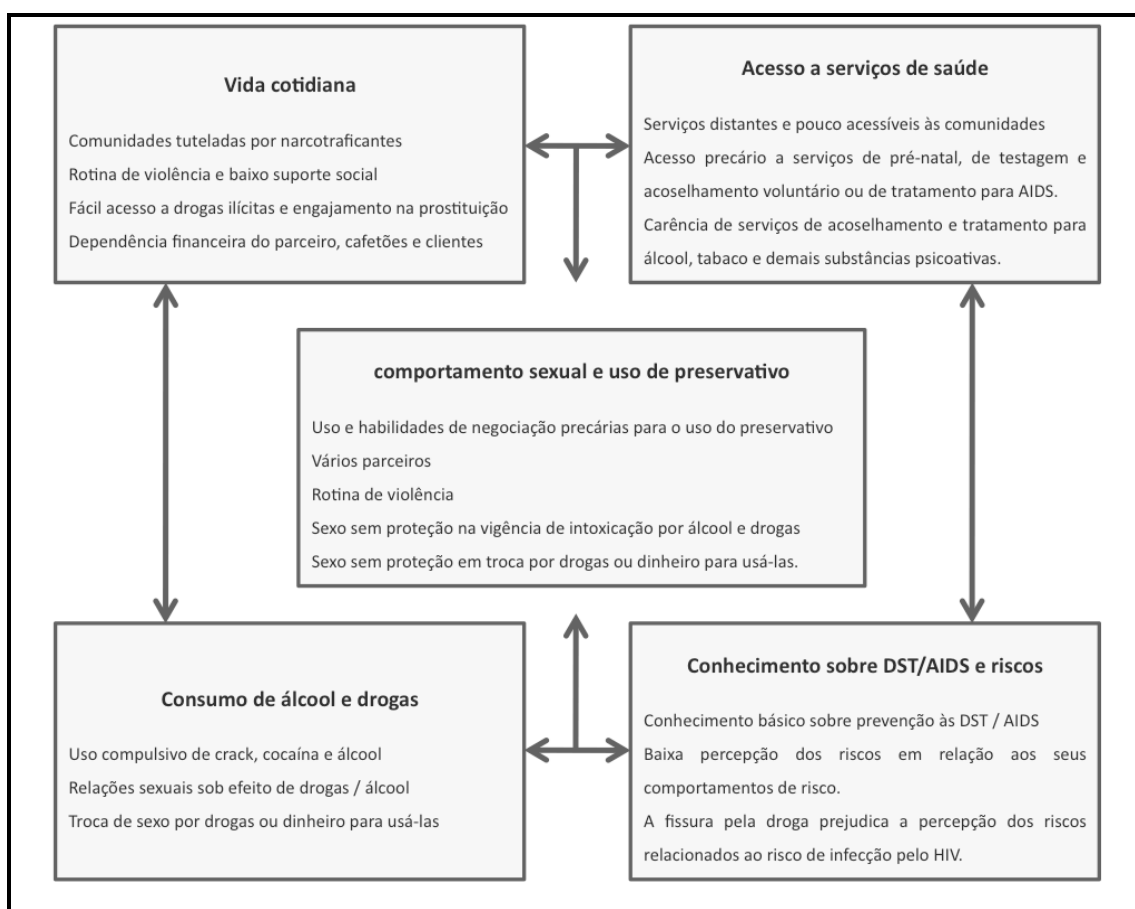 Vida cotidiana
Comunidades tuteladas por narcotraficantes
Rotina de violência e baixo suporte social
Fácil acesso a drogas ilícitas e engajamento na prostituição
Dependência financeira do parceiro, cafetões e clientes
Acesso a serviços de saúde
Serviços distantes e pouco acessíveis às comunidades
Acesso precário a serviços de pré-natal, de testagem e
acoselhamento voluntário ou de tratamento para AIDS.
Carência de serviços de acoselhamento e tratamento para
álcool, tabaco e demais substâncias psicoativas.
comportamento sexual e uso de preservativo
Uso e habilidades de negociação precárias para o uso do preservativo
Vários parceiros
Rotina de violência
Sexo sem proteção na vigência de intoxicação por álcool e drogas
Sexo sem proteção em troca por drogas ou dinheiro para usá-las.
Consumo de álcool e drogas
Uso compulsivo de crack, cocaína e álcool
Relações sexuais sob efeito de drogas / álcool
Troca de sexo por drogas ou dinheiro para usá-las
Conhecimento sobre DST/AIDS e riscos
Conhecimento básico sobre prevenção às DST / AIDS
Baixa percepção dos riscos em relação aos seus
comportamentos de risco.
A fissura pela droga prejudica a percepção dos riscos
relacionados ao risco de infecção pelo HIV.